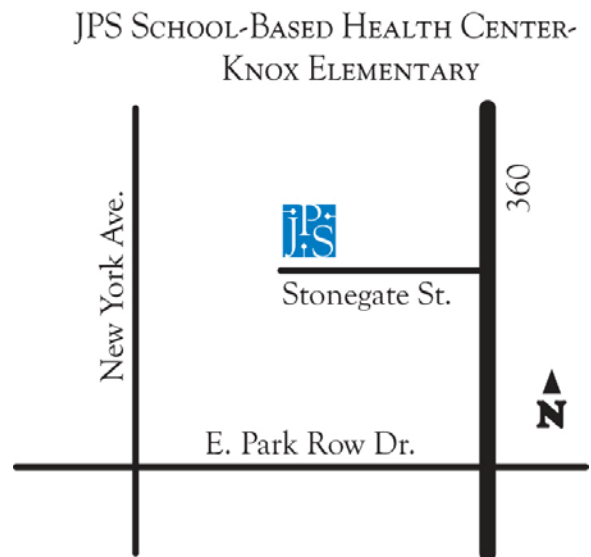 JPS SCHOOL-BASED HEALTH CENTER-
KNOX ELEMENTARY
New York Ave.
360
JPS
Stonegate St.
N
E. Park Row Dr.